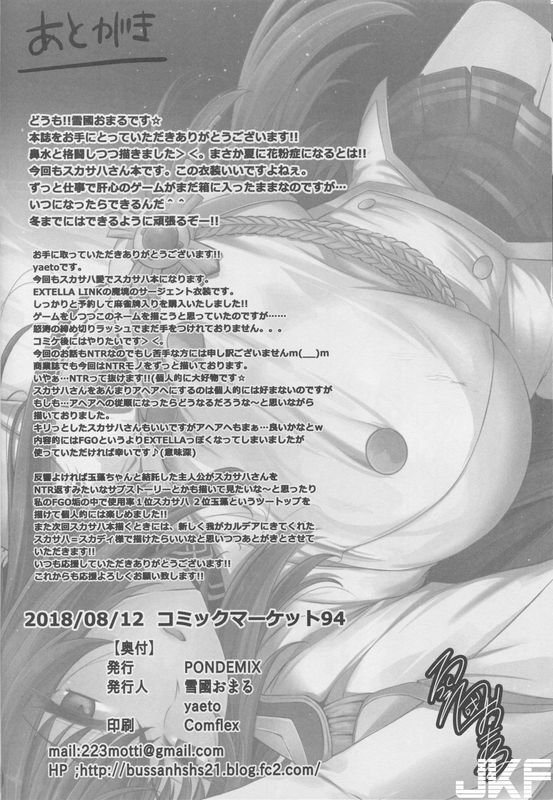 あとがき
どうも!!雪國おまるです☆
本誌をお手にとっていただきありがとうございます!!
鼻水と格闘しつつ描きました＞＜。まさか夏に花粉症になるとは!!
今回もスカサハさん本です。この衣装いいですよねぇ。
ずっと仕事で肝心のゲームがまだ箱に入ったままなのですが…
いつになったらできるんだ＾＾
冬までにはできるように頑張るぞー!!
お手に取っていただきありがとうございます!!
yaetoです。
今回もスカサハ愛でスカサハ本になります。
EXTELLA LINKの魔境のサージェント衣装です。
しっかりと予約して麻雀牌入りを購入いたしました!!
ゲームをしつつこのネームを描こうと思っていたのですが……
怒涛の締め切りラッシュでまだ手をつけれておりません。。。
コミケ後にはやりたいです＞＜。
今回のお話もNTRなのでもし苦手な方には申し訳ございませんm(__)m
商業誌でも今回はNTRモノをずっと描いております。
いやぁ…NTRって抜けます!!(個人的に大好物です☆
スカサハさんをあんまりアヘアヘにするのは個人的には好まないのですが
もしも…アヘアヘの従順になったらどうなるだろうな～と思いながら
描いておりました。
キリっとしたスカサハさんもいいですがアヘアヘもまぁ…良いかなとw
内容的にはFGOというよりEXTELLAっぽくなってしまいましたが
使っていただければ幸いです♪(意味深)
反響よければ玉藻ちゃんと結託した主人公がスカサハさんを
NTR返すみたいなサブストーリーとかも描いて見たいな～と思ったり
私のFGO垢の中で使用率１位スカサハ ２位玉藻というツートップを
描けて個人的には楽しめました!!
また次回スカサハ本描くときには、新しく我がカルデアにきてくれた
スカサハ＝スカディ様で描けたらいいなと思いつつあとがきとさせて
いただきます!!
いつも応援していただきありがとうございます!!
これからも応援よろしくお願い致します!!
2018/08/12 コミックマーケット94
【奥付】
発行 PONDEMIX
発行人 雪國おまる
yaeto
印刷 Comflex
mail:223motti@gmail.com
HP ;http://bussanhshs21.blog.fc2.com/
JKF